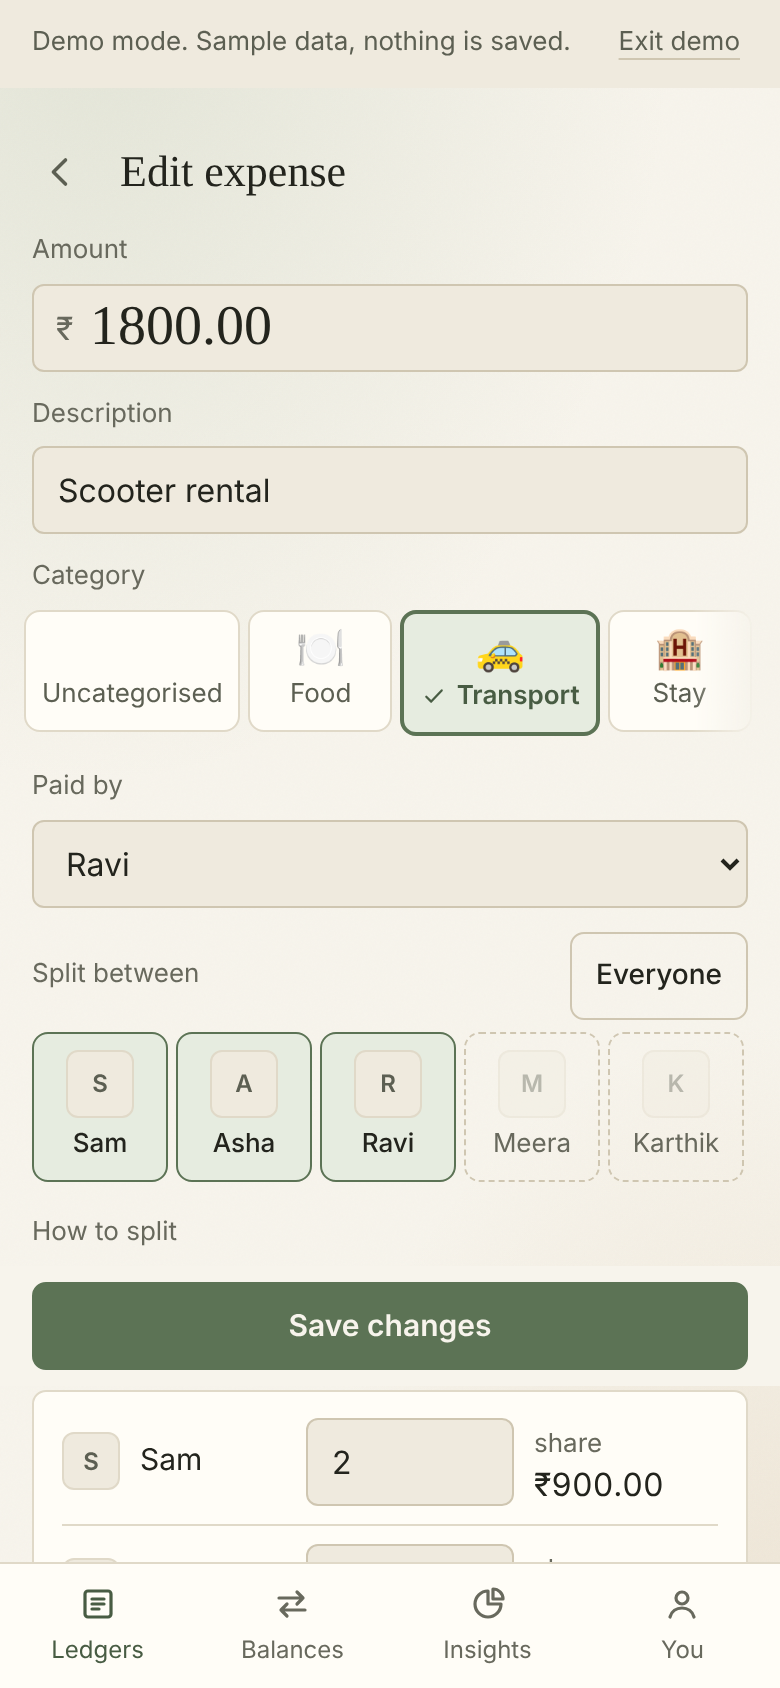 Demo mode. Sample data, nothing is saved. Exit demo
Edit expense
Amount
₹ 1800.00
Description
Scooter rental
Category
Uncategorised Food Transport Stay
Paid by
Ravi
Split between Everyone
S A R M K
Sam Asha Ravi Meera Karthik
How to split
Save changes
S Sam 2 share
₹900.00
Ledgers Balances Insights You